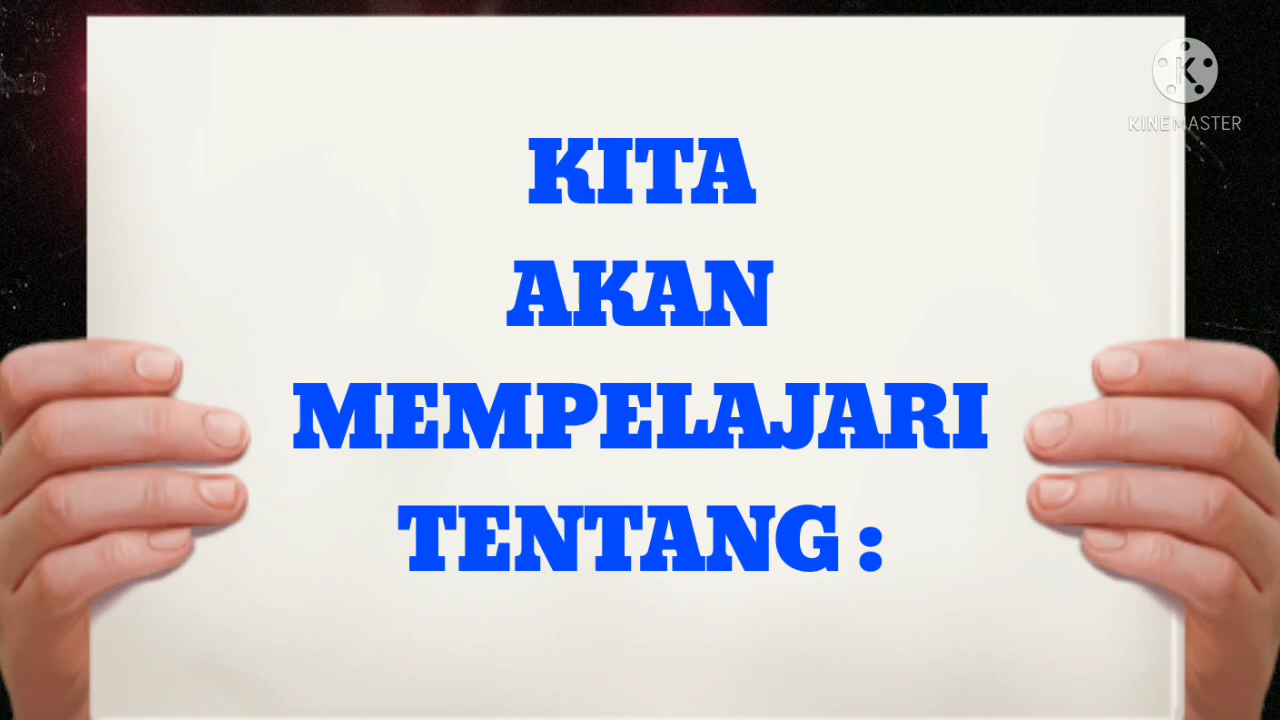 KITA
AKAN
MEMPELAJARI
TENTANG :
KINEMASTER